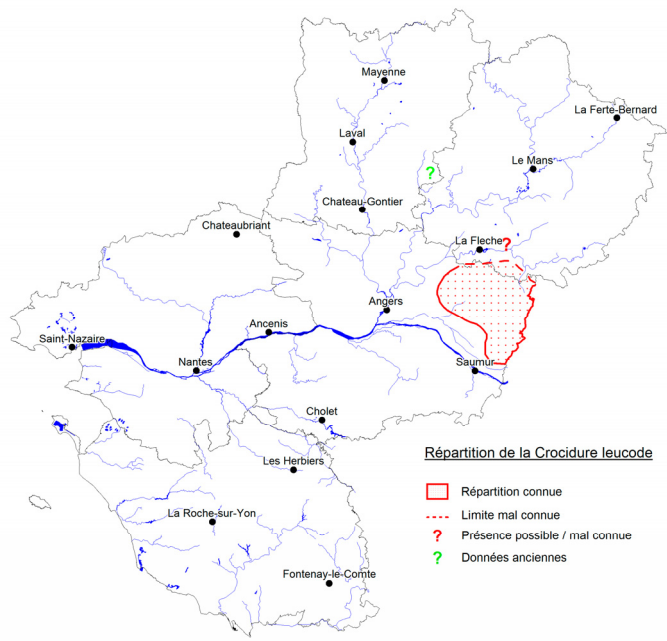 Mayenne
La Ferte-Bernard
Laval
Le Mans
?
Chateau-Gontier
Chateaubriant
La Fleche
?
Angers
Ancenis
Saint-Nazaire
Nantes
Saumur
Cholet
Répartition de la Crocidure leucode
Les Herbiers
Répartition connue
La Roche-sur-Yon
Limite mal connue
? Présence possible / mal connue
? Données anciennes
Fontenay-le-Comte